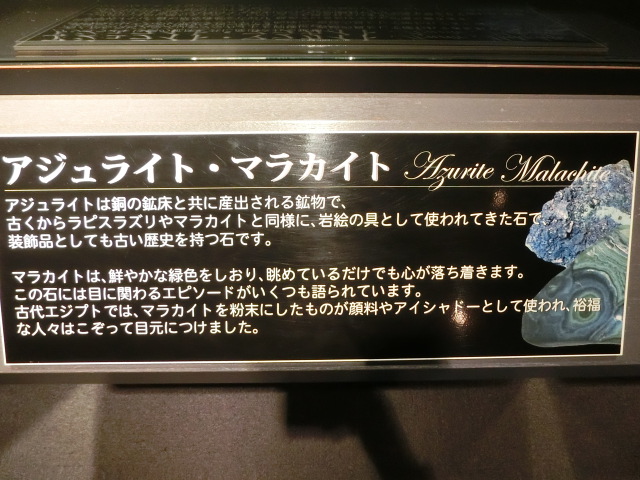 アジュライト・マラカイト Azurite Malachite
アジュライトは銅の鉱床と共に産出される鉱物で、
古くからラピスラズリやマラカイトと同様に、岩絵の具として使われてきた石で
装飾品としても古い歴史を持つ石です。
マラカイトは、鮮やかな緑色をしおり、眺めているだけでも心が落ち着きます。
この石には目に関わるエピソードがいくつも語られています。
古代エジプトでは、マラカイトを粉末にしたものが顔料やアイシャドーとして使われ、裕福
な人々はこぞって目元につけました。